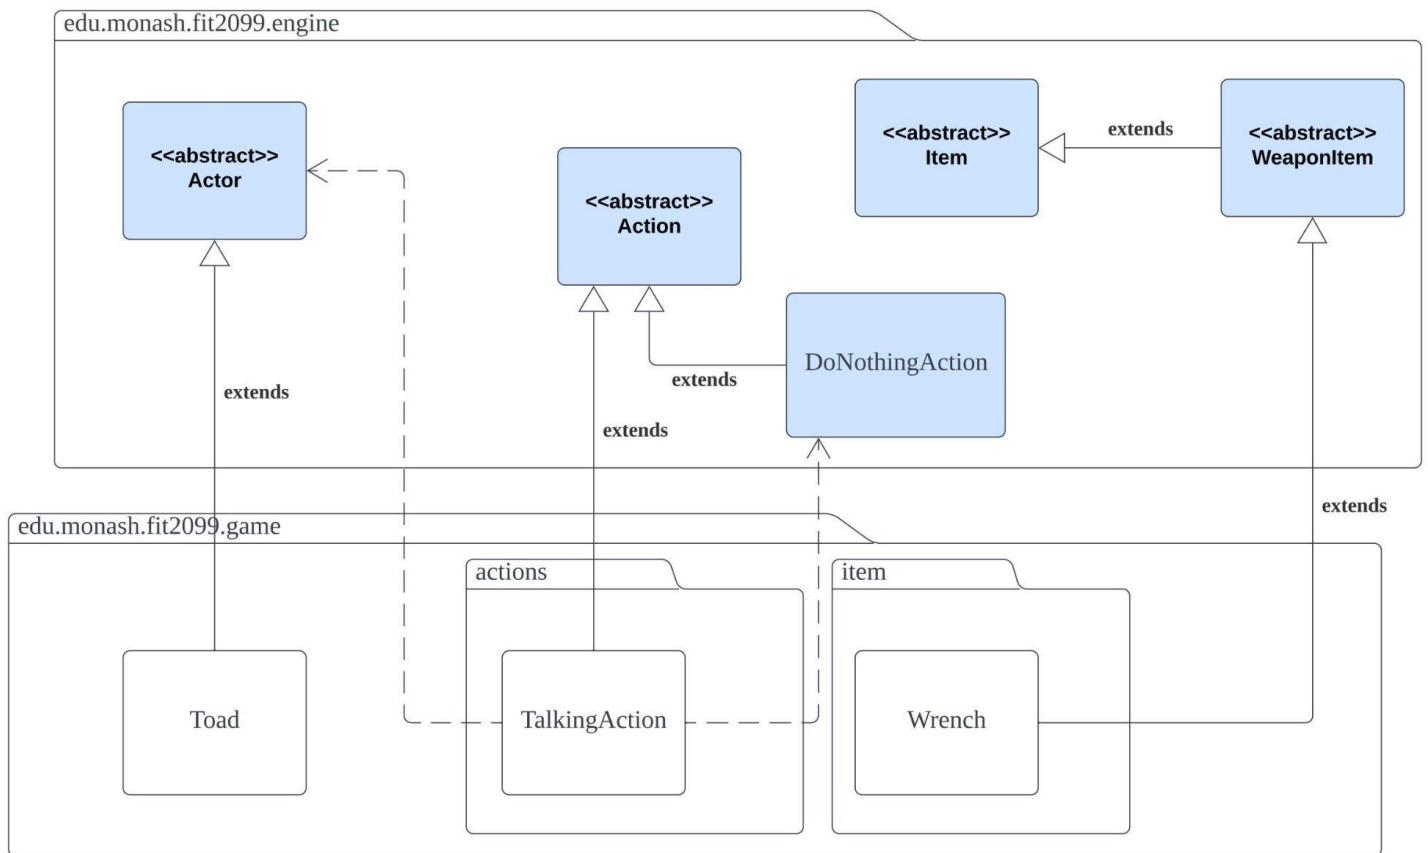 edu.monash.fit2099.engine
<<abstract>>
Actor
<<abstract>>
Action
<<abstract>>
Item
extends
<<abstract>>
WeaponItem
DoNothingAction
extends
extends
extends
extends
edu.monash.fit2099.game
actions
item
Toad
TalkingAction
Wrench